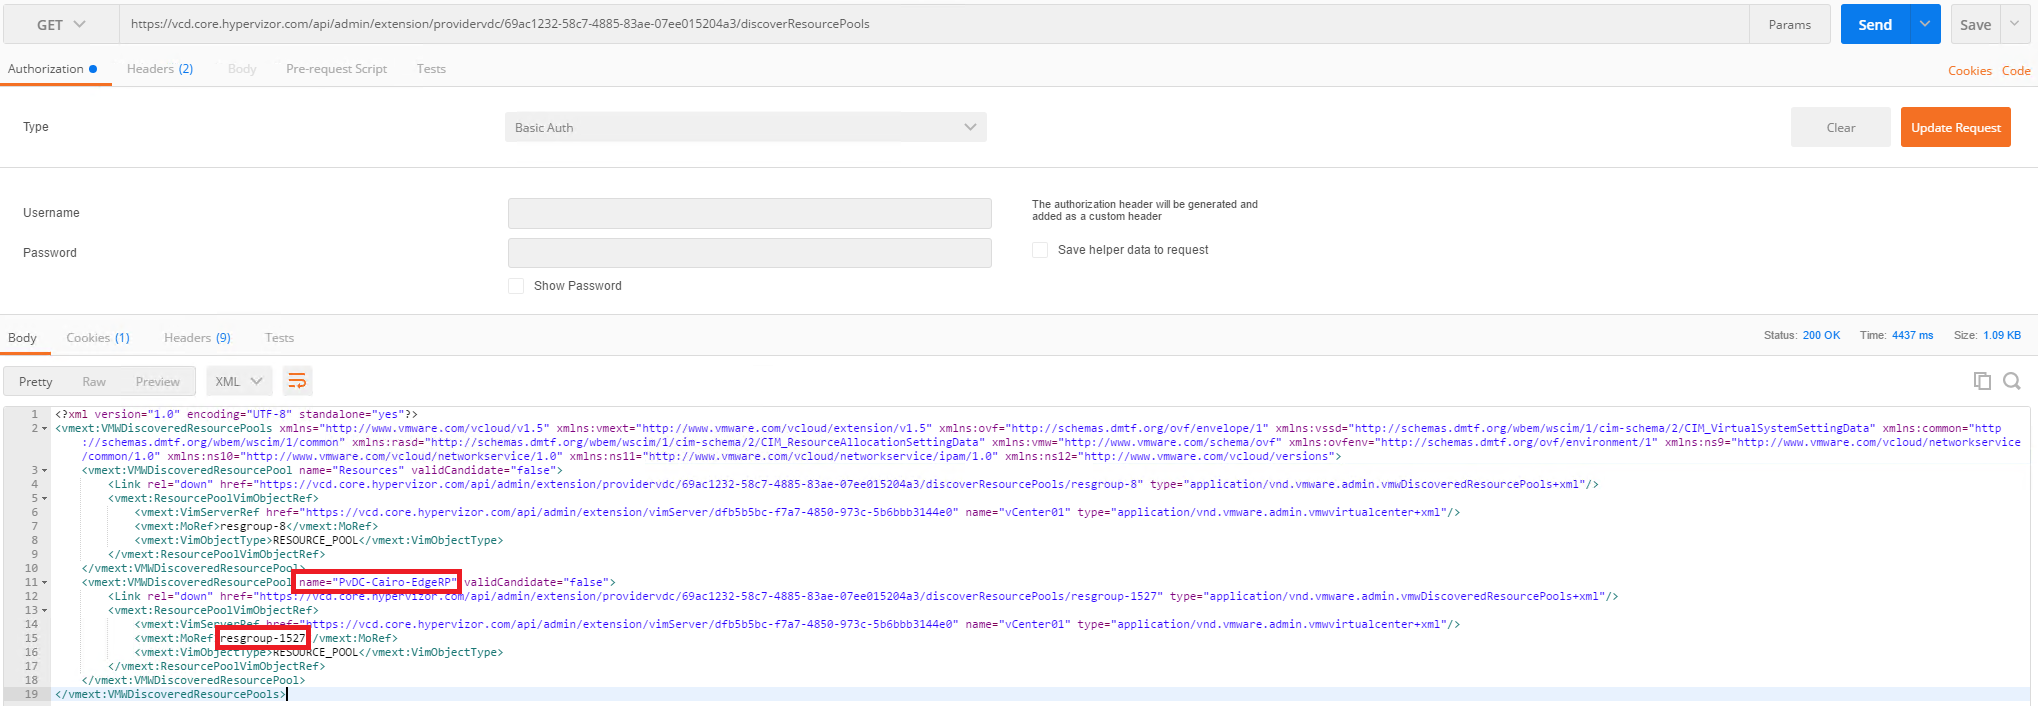 GET https://vcd.core.hypervizor.com/api/admin/extension/providervdc/69ac1232-58c7-4885-83ae-07ee015204a3/discoverResourcePools Params Send Save
Authorization Headers (2) Body Pre-request Script Tests Cookies Code
Type Basic Auth Clear Update Request
Username The authorization header will be generated and
added as a custom header
Password Save helper data to request
Show Password
Body Cookies (1) Headers (9) Tests Status: 200 OK Time: 4437 ms Size: 1.09 KB
Pretty Raw Preview XML
1 <?xml version="1.0" encoding="UTF-8" standalone="yes"?>
2 <vmext:VMWDiscoveredResourcePools xmlns="http://www.vmware.com/vcloud/v1.5" xmlns:vmext="http://www.vmware.com/vcloud/extension/v1.5" xmlns:ovf="http://schemas.dmtf.org/ovf/envelope/1" xmlns:vssd="http://schemas.dmtf.org/wbem/wscim/1/cim-schema/2/CIM_VirtualSystemSettingData" xmlns:common="http
://schemas.dmtf.org/wbem/wscim/1/common" xmlns:rasd="http://schemas.dmtf.org/wbem/wscim/1/cim-schema/2/CIM_ResourceAllocationSettingData" xmlns:vmw="http://www.vmware.com/schema/ovf" xmlns:ovfenv="http://schemas.dmtf.org/ovf/environment/1" xmlns:ns9="http://www.vmware.com/vcloud/networkservice
/common/1.0" xmlns:ns10="http://www.vmware.com/vcloud/networkservice/1.0" xmlns:ns11="http://www.vmware.com/vcloud/networkservice/ipam/1.0" xmlns:ns12="http://www.vmware.com/vcloud/versions">
3 <vmext:VMWDiscoveredResourcePool name="Resources" validCandidate="false">
4 <Link rel="down" href="https://vcd.core.hypervizor.com/api/admin/extension/providervdc/69ac1232-58c7-4885-83ae-07ee015204a3/discoverResourcePools/resgroup-8" type="application/vnd.vmware.admin.vmwDiscoveredResourcePools+xml"/>
5 <vmext:ResourcePoolVimObjectRef>
6 <vmext:VimServerRef href="https://vcd.core.hypervizor.com/api/admin/extension/vimServer/dfb5b5bc-f7a7-4850-973c-5b6bbb3144e0" name="vCenter01" type="application/vnd.vmware.admin.vmwvirtualcenter+xml"/>
7 <vmext:MoRef>resgroup-8</vmext:MoRef>
8 <vmext:VimObjectType>RESOURCE_POOL</vmext:VimObjectType>
9 </vmext:ResourcePoolVimObjectRef>
10 </vmext:VMWDiscoveredResourcePool>
11 <vmext:VMWDiscoveredResourcePool name="PvDC-Cairo-EdgeRP" validCandidate="false">
12 <Link rel="down" href="https://vcd.core.hypervizor.com/api/admin/extension/providervdc/69ac1232-58c7-4885-83ae-07ee015204a3/discoverResourcePools/resgroup-1527" type="application/vnd.vmware.admin.vmwDiscoveredResourcePools+xml"/>
13 <vmext:ResourcePoolVimObjectRef>
14 <vmext:VimServerRef href="https://vcd.core.hypervizor.com/api/admin/extension/vimServer/dfb5b5bc-f7a7-4850-973c-5b6bbb3144e0" name="vCenter01" type="application/vnd.vmware.admin.vmwvirtualcenter+xml"/>
15 <vmext:MoRef>resgroup-1527</vmext:MoRef>
16 <vmext:VimObjectType>RESOURCE_POOL</vmext:VimObjectType>
17 </vmext:ResourcePoolVimObjectRef>
18 </vmext:VMWDiscoveredResourcePool>
19 </vmext:VMWDiscoveredResourcePools>